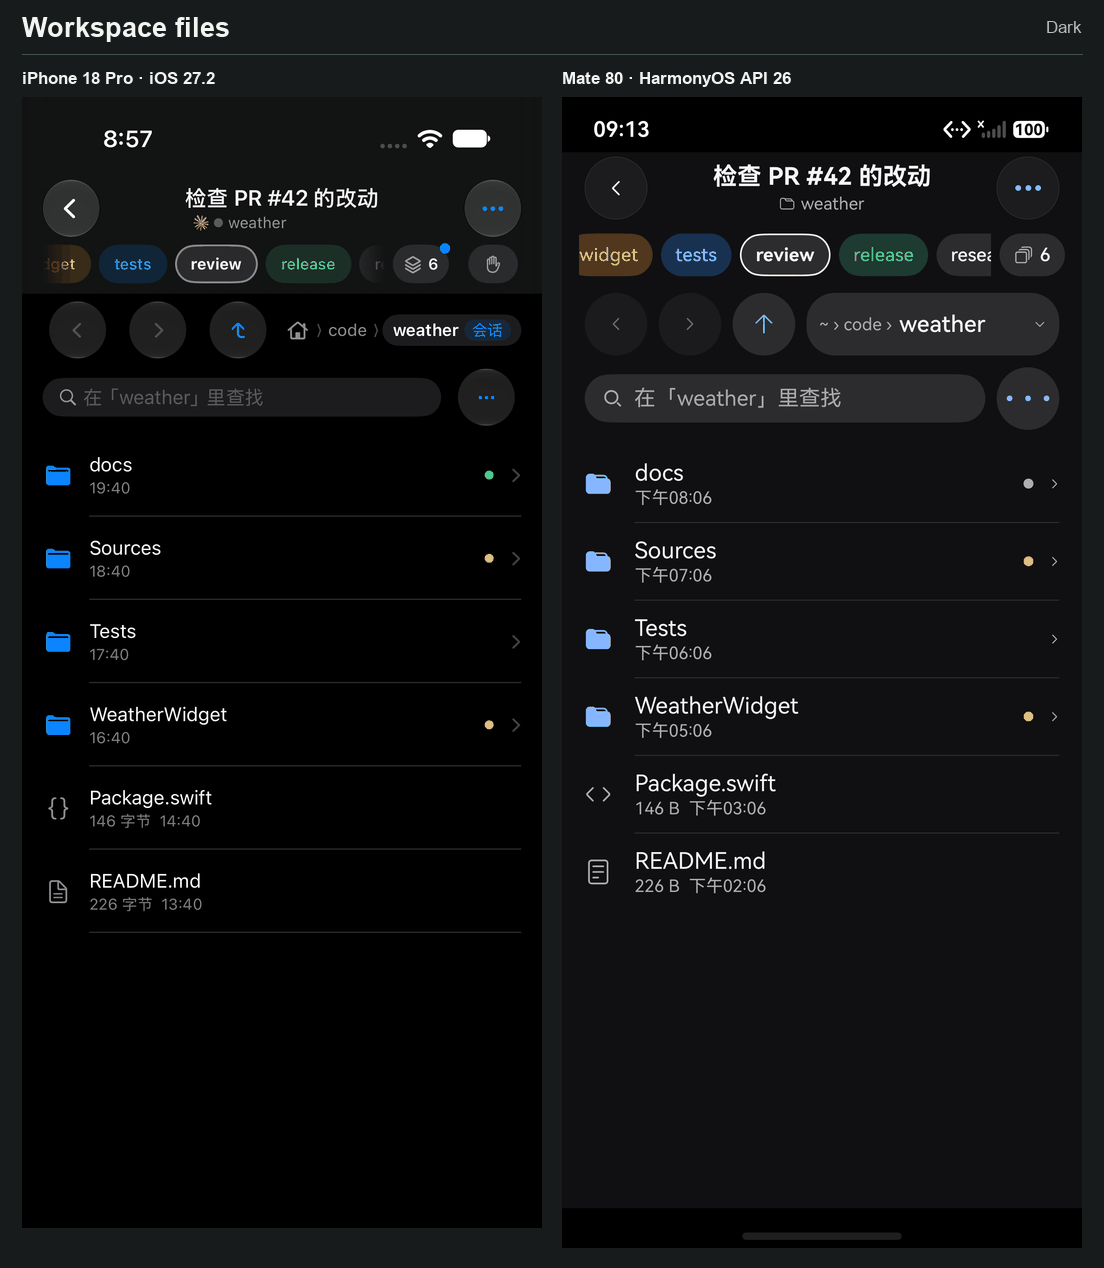 Workspace files
Dark
iPhone 18 Pro · iOS 27.2
8:57
检查 PR #42 的改动
weather
dget
tests
review
release
6
code
weather 会话
在「weather」里查找
docs
19:40
Sources
18:40
Tests
17:40
WeatherWidget
16:40
{} Package.swift
146 字节 14:40
README.md
226 字节 13:40
Mate 80 · HarmonyOS API 26
09:13
100
检查 PR #42 的改动
weather
widget
tests
review
release
resea
6
~ › code › weather
在「weather」里查找
docs
下午08:06
Sources
下午07:06
Tests
下午06:06
WeatherWidget
下午05:06
Package.swift
146 B 下午03:06
README.md
226 B 下午02:06